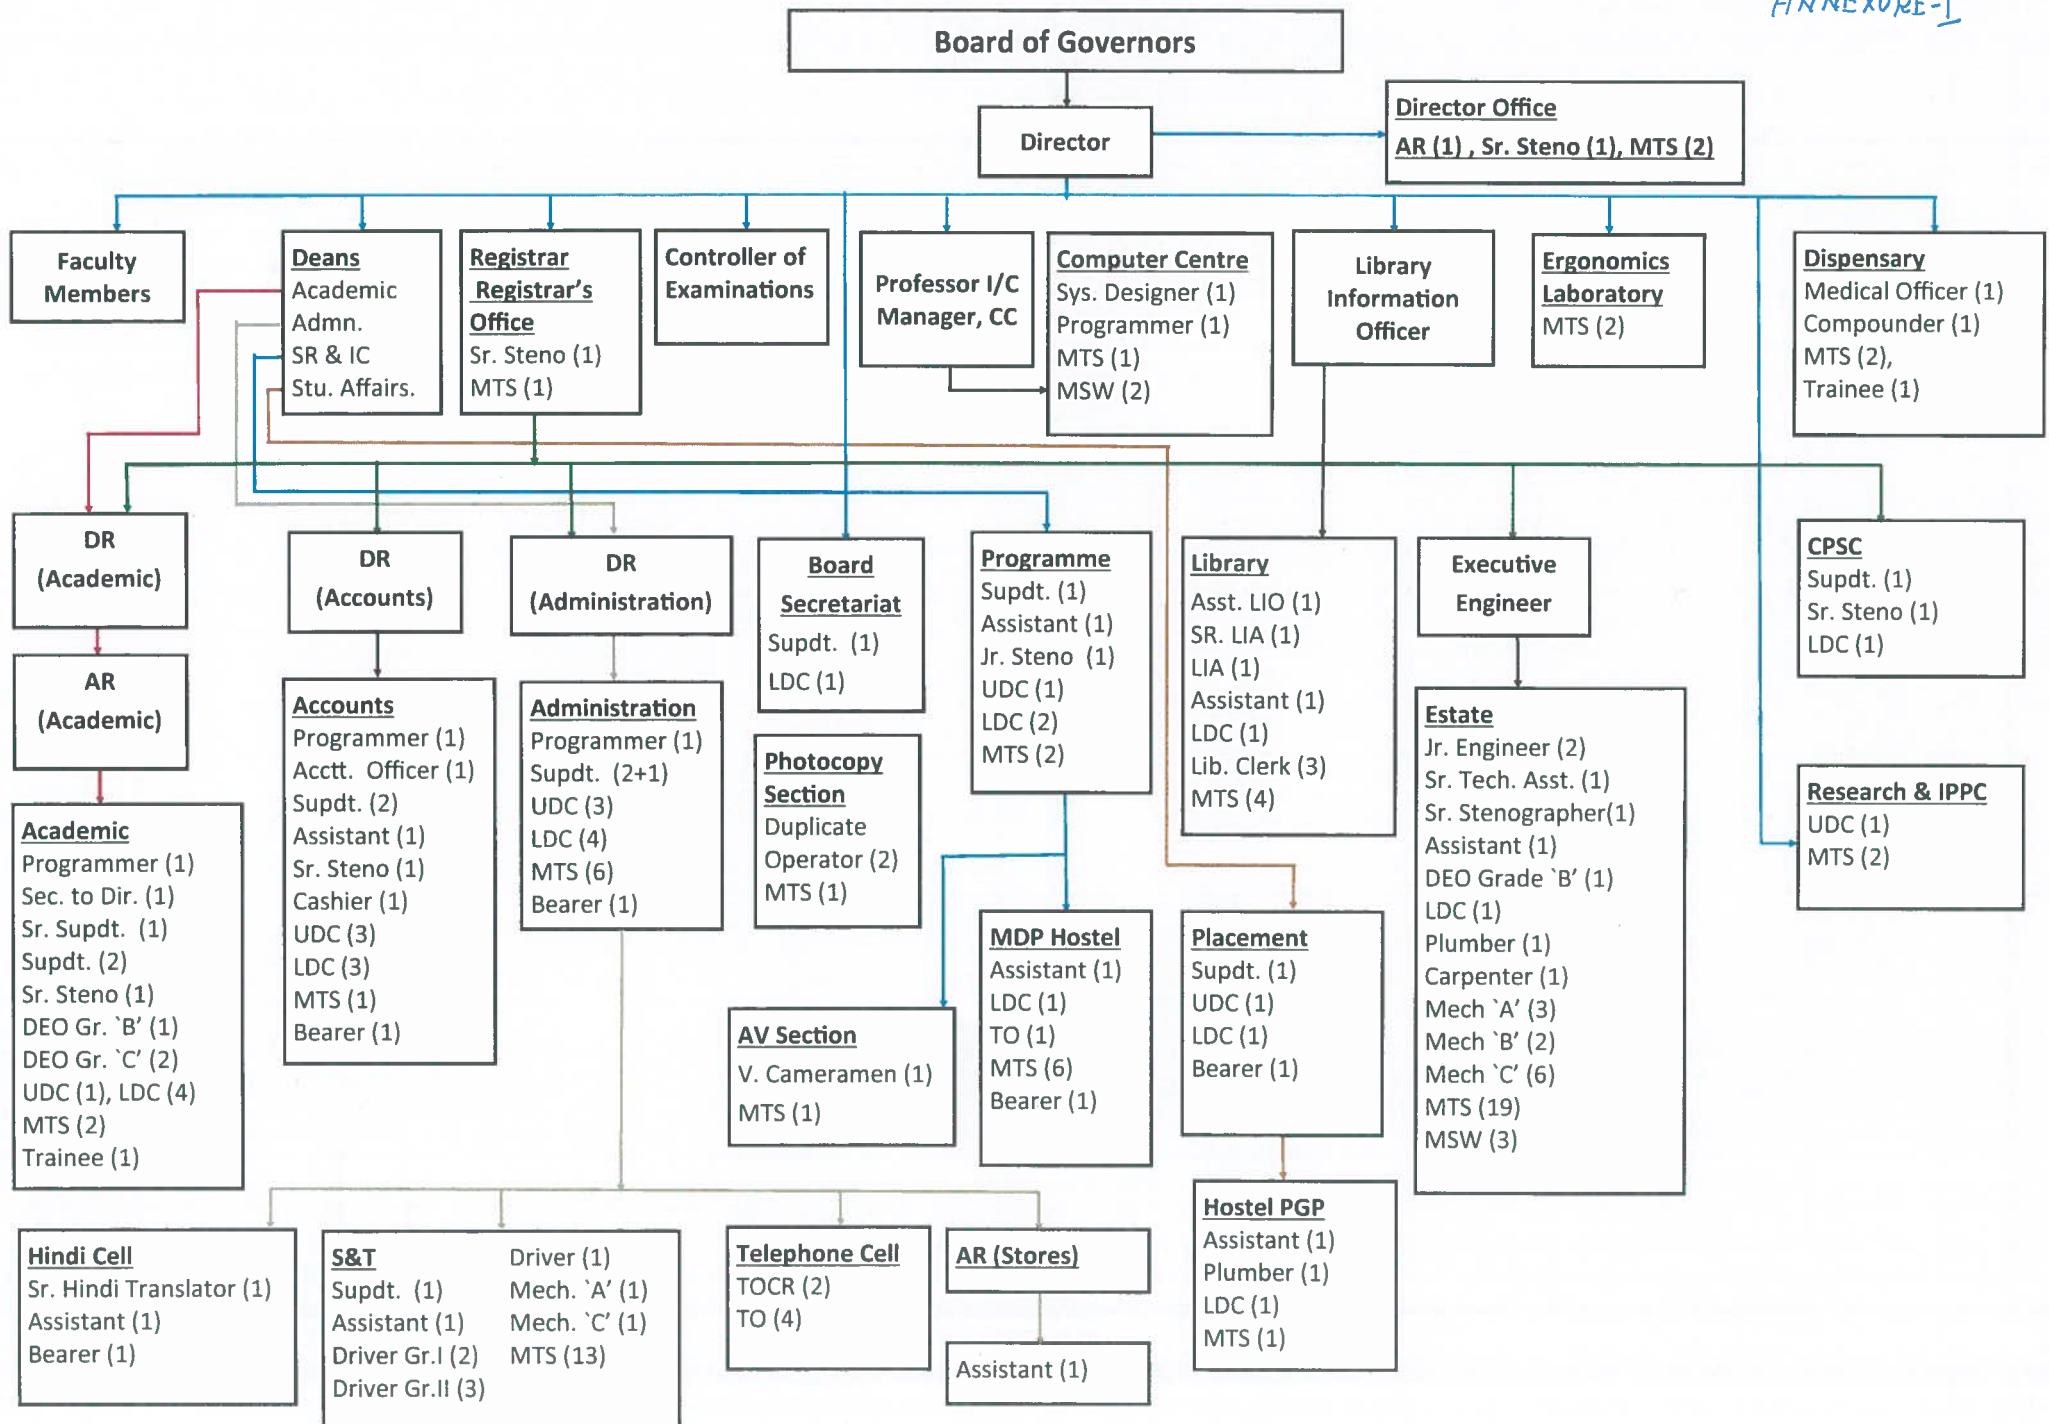 ANNEXURE-I
Board of Governors
Director
Director Office
AR (1) , Sr. Steno (1), MTS (2)
Faculty
Members
Deans
Academic
Admn.
SR & IC
Stu. Affairs.
Registrar
Registrar's
Office
Sr. Steno (1)
MTS (1)
Controller of
Examinations
Professor I/C
Manager, CC
Computer Centre
Sys. Designer (1)
Programmer (1)
MTS (1)
MSW (2)
Library
Information
Officer
Ergonomics
Laboratory
MTS (2)
Dispensary
Medical Officer (1)
Compounder (1)
MTS (2),
Trainee (1)
DR
(Academic)
AR
(Academic)
Academic
Programmer (1)
Sec. to Dir. (1)
Sr. Supdt. (1)
Supdt. (2)
Sr. Steno (1)
DEO Gr. `B' (1)
DEO Gr. `C' (2)
UDC (1), LDC (4)
MTS (2)
Trainee (1)
DR
(Accounts)
Accounts
Programmer (1)
Acctt. Officer (1)
Supdt. (2)
Assistant (1)
Sr. Steno (1)
Cashier (1)
UDC (3)
LDC (3)
MTS (1)
Bearer (1)
DR
(Administration)
Administration
Programmer (1)
Supdt. (2+1)
UDC (3)
LDC (4)
MTS (6)
Bearer (1)
Board
Secretariat
Supdt. (1)
LDC (1)
Photocopy
Section
Duplicate
Operator (2)
MTS (1)
Programme
Supdt. (1)
Assistant (1)
Jr. Steno (1)
UDC (1)
LDC (2)
MTS (2)
AV Section
V. Cameramen (1)
MTS (1)
MDP Hostel
Assistant (1)
LDC (1)
TO (1)
MTS (6)
Bearer (1)
Library
Asst. LIO (1)
SR. LIA (1)
LIA (1)
Assistant (1)
LDC (1)
Lib. Clerk (3)
MTS (4)
Placement
Supdt. (1)
UDC (1)
LDC (1)
Bearer (1)
Hostel PGP
Assistant (1)
Plumber (1)
LDC (1)
MTS (1)
Executive
Engineer
Estate
Jr. Engineer (2)
Sr. Tech. Asst. (1)
Sr. Stenographer(1)
Assistant (1)
DEO Grade `B' (1)
LDC (1)
Plumber (1)
Carpenter (1)
Mech `A' (3)
Mech `B' (2)
Mech `C' (6)
MTS (19)
MSW (3)
CPSC
Supdt. (1)
Sr. Steno (1)
LDC (1)
Research & IPPC
UDC (1)
MTS (2)
Hindi Cell
Sr. Hindi Translator (1)
Assistant (1)
Bearer (1)
S&T
Supdt. (1)
Assistant (1)
Driver Gr.I (2)
Driver Gr.II (3)
Driver (1)
Mech. `A' (1)
Mech. `C' (1)
MTS (13)
Telephone Cell
TOCR (2)
TO (4)
AR (Stores)
Assistant (1)